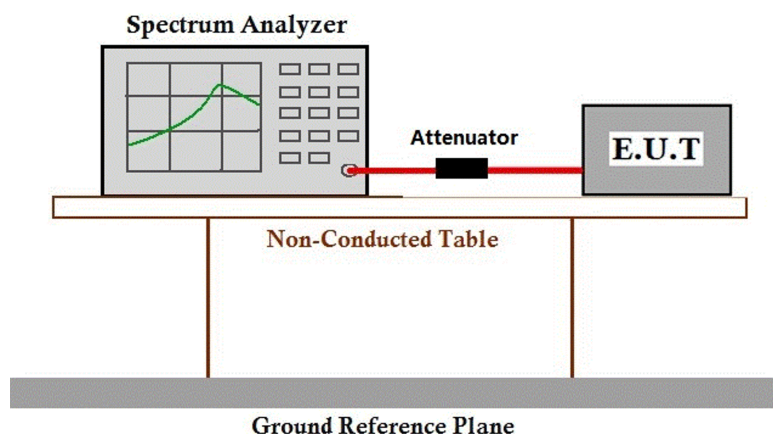 Spectrum Analyzer
Attenuator
E.U.T
Non-Conducted Table
Ground Reference Plane